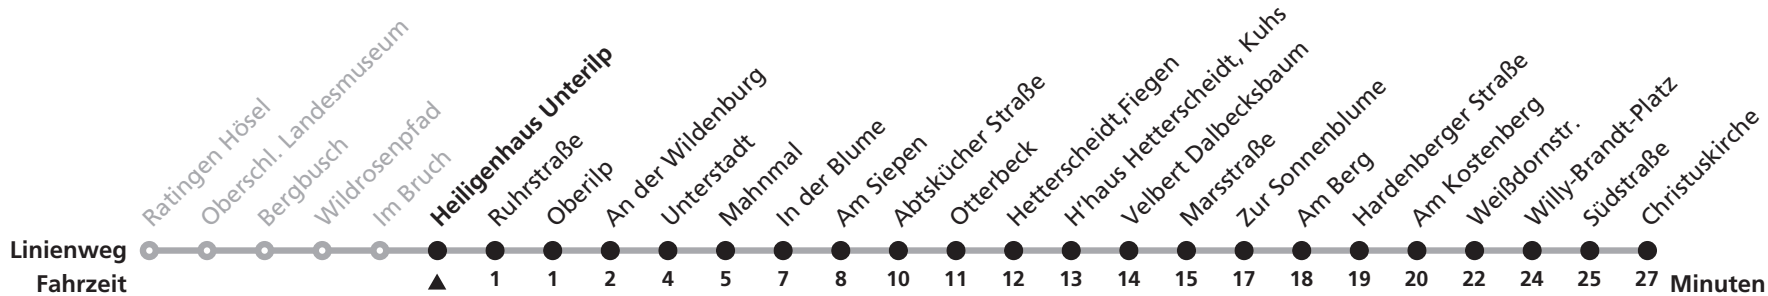 Ratingen Hösel
Oberschl. Landesmuseum
Bergbusch
Wildrosenpfad
Im Bruch
Heiligenhaus Unterilp
Ruhrstraße
Oberilp
An der Wildenburg
Unterstadt
Mahnmal
In der Blume
Am Siepen
Abtskücher Straße
Otterbeck
Hetterscheidt,Fiegen
H'haus Hetterscheidt, Kuhs
Velbert Dalbecksbaum
Marsstraße
Zur Sonnenblume
Am Berg
Hardenberger Straße
Am Kostenberg
Weißdornstr.
Willy-Brandt-Platz
Südstraße
Christuskirche
Linienweg
Fahrzeit ▲ 1 1 2 4 5 7 8 10 11 12 13 14 15 17 18 19 20 22 24 25 27 Minuten